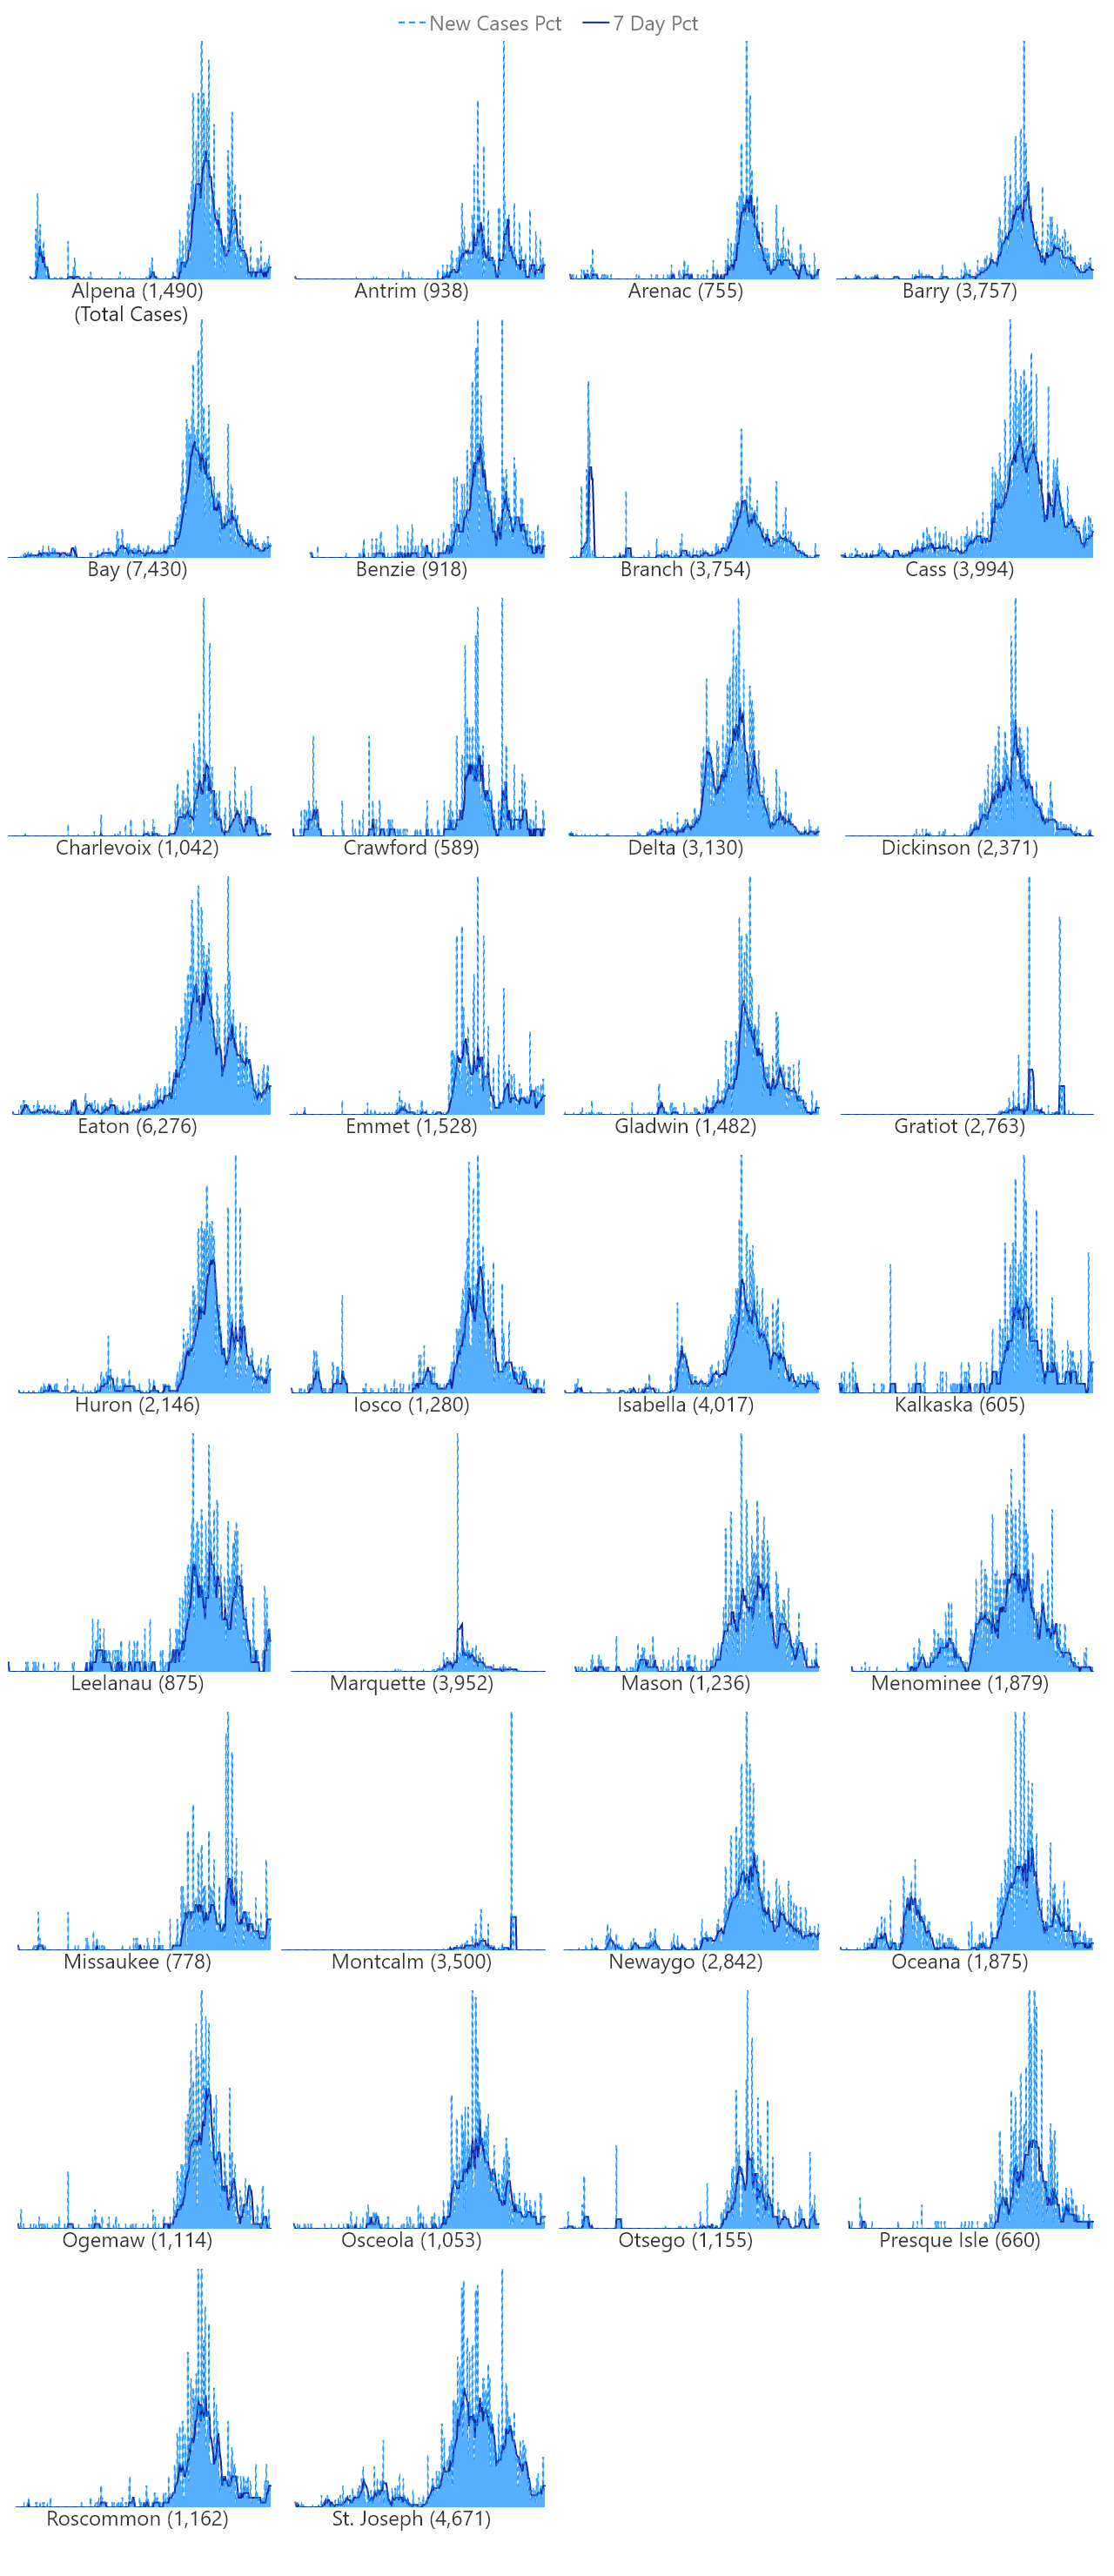 New Cases Pct 7 Day Pct
Alpena (1,490) Antrim (938) Arenac (755) Barry (3,757)
(Total Cases)
Bay (7,430) Benzie (918) Branch (3,754) Cass (3,994)
Charlevoix (1,042) Crawford (589) Delta (3,130) Dickinson (2,371)
Eaton (6,276) Emmet (1,528) Gladwin (1,482) Gratiot (2,763)
Huron (2,146) Iosco (1,280) Isabella (4,017) Kalkaska (605)
Leelanau (875) Marquette (3,952) Mason (1,236) Menominee (1,879)
Missaukee (778) Montcalm (3,500) Newaygo (2,842) Oceana (1,875)
Ogemaw (1,114) Osceola (1,053) Otsego (1,155) Presque Isle (660)
Roscommon (1,162) St. Joseph (4,671)